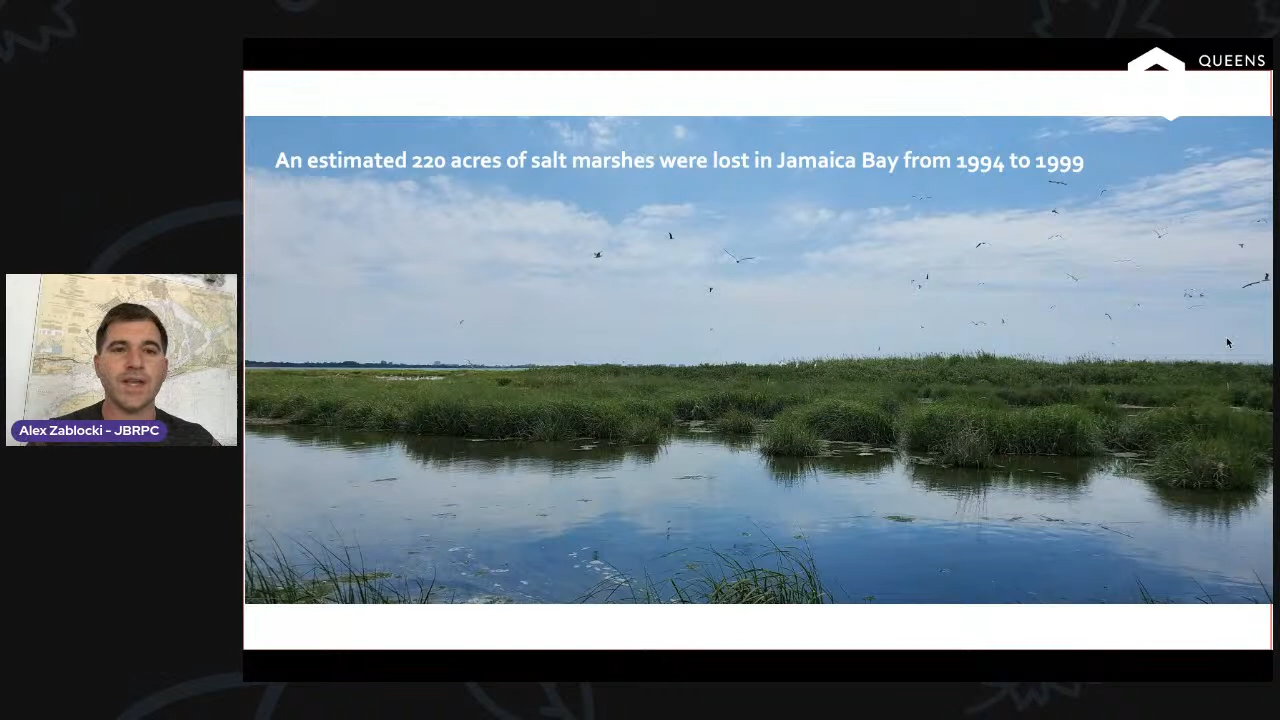 QUEENS
An estimated 220 acres of salt marshes were lost in Jamaica Bay from 1994 to 1999
Alex Zablocki - JBRPC